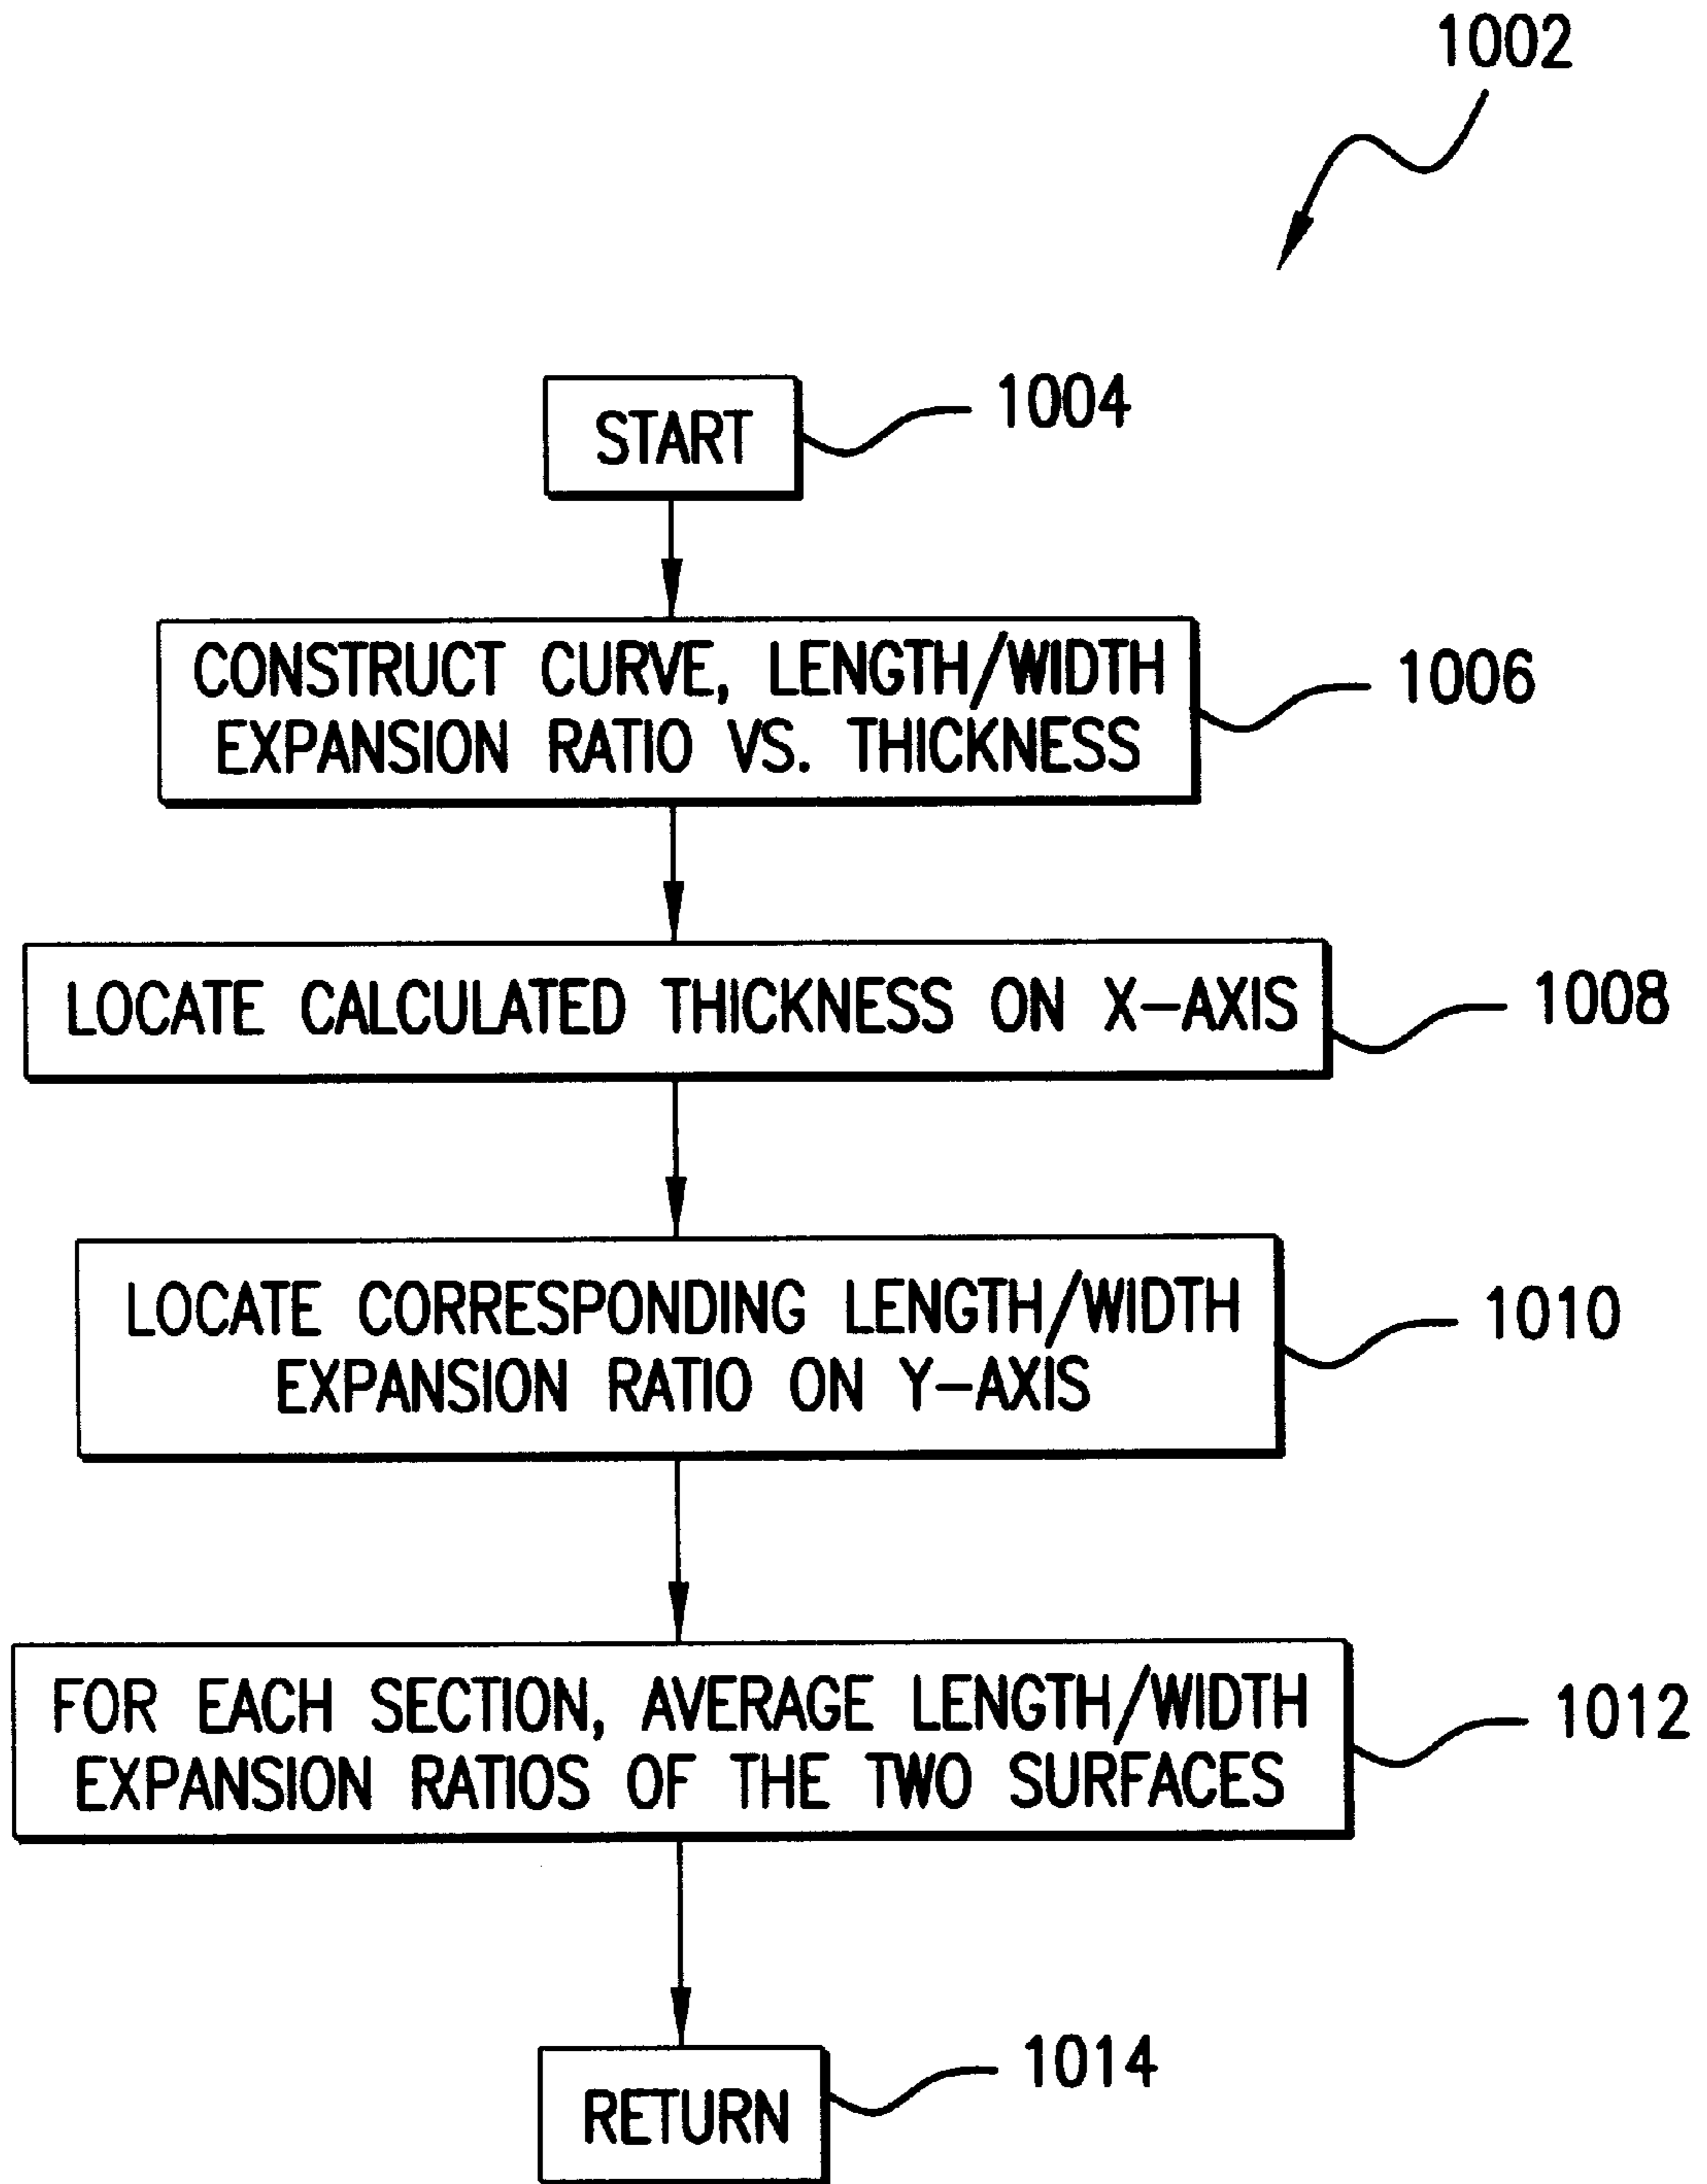 1002
START
1004
CONSTRUCT CURVE, LENGTH/WIDTH
EXPANSION RATIO VS. THICKNESS
1006
LOCATE CALCULATED THICKNESS ON X-AXIS
1008
LOCATE CORRESPONDING LENGTH/WIDTH
EXPANSION RATIO ON Y-AXIS
1010
FOR EACH SECTION, AVERAGE LENGTH/WIDTH
EXPANSION RATIOS OF THE TWO SURFACES
1012
RETURN
1014